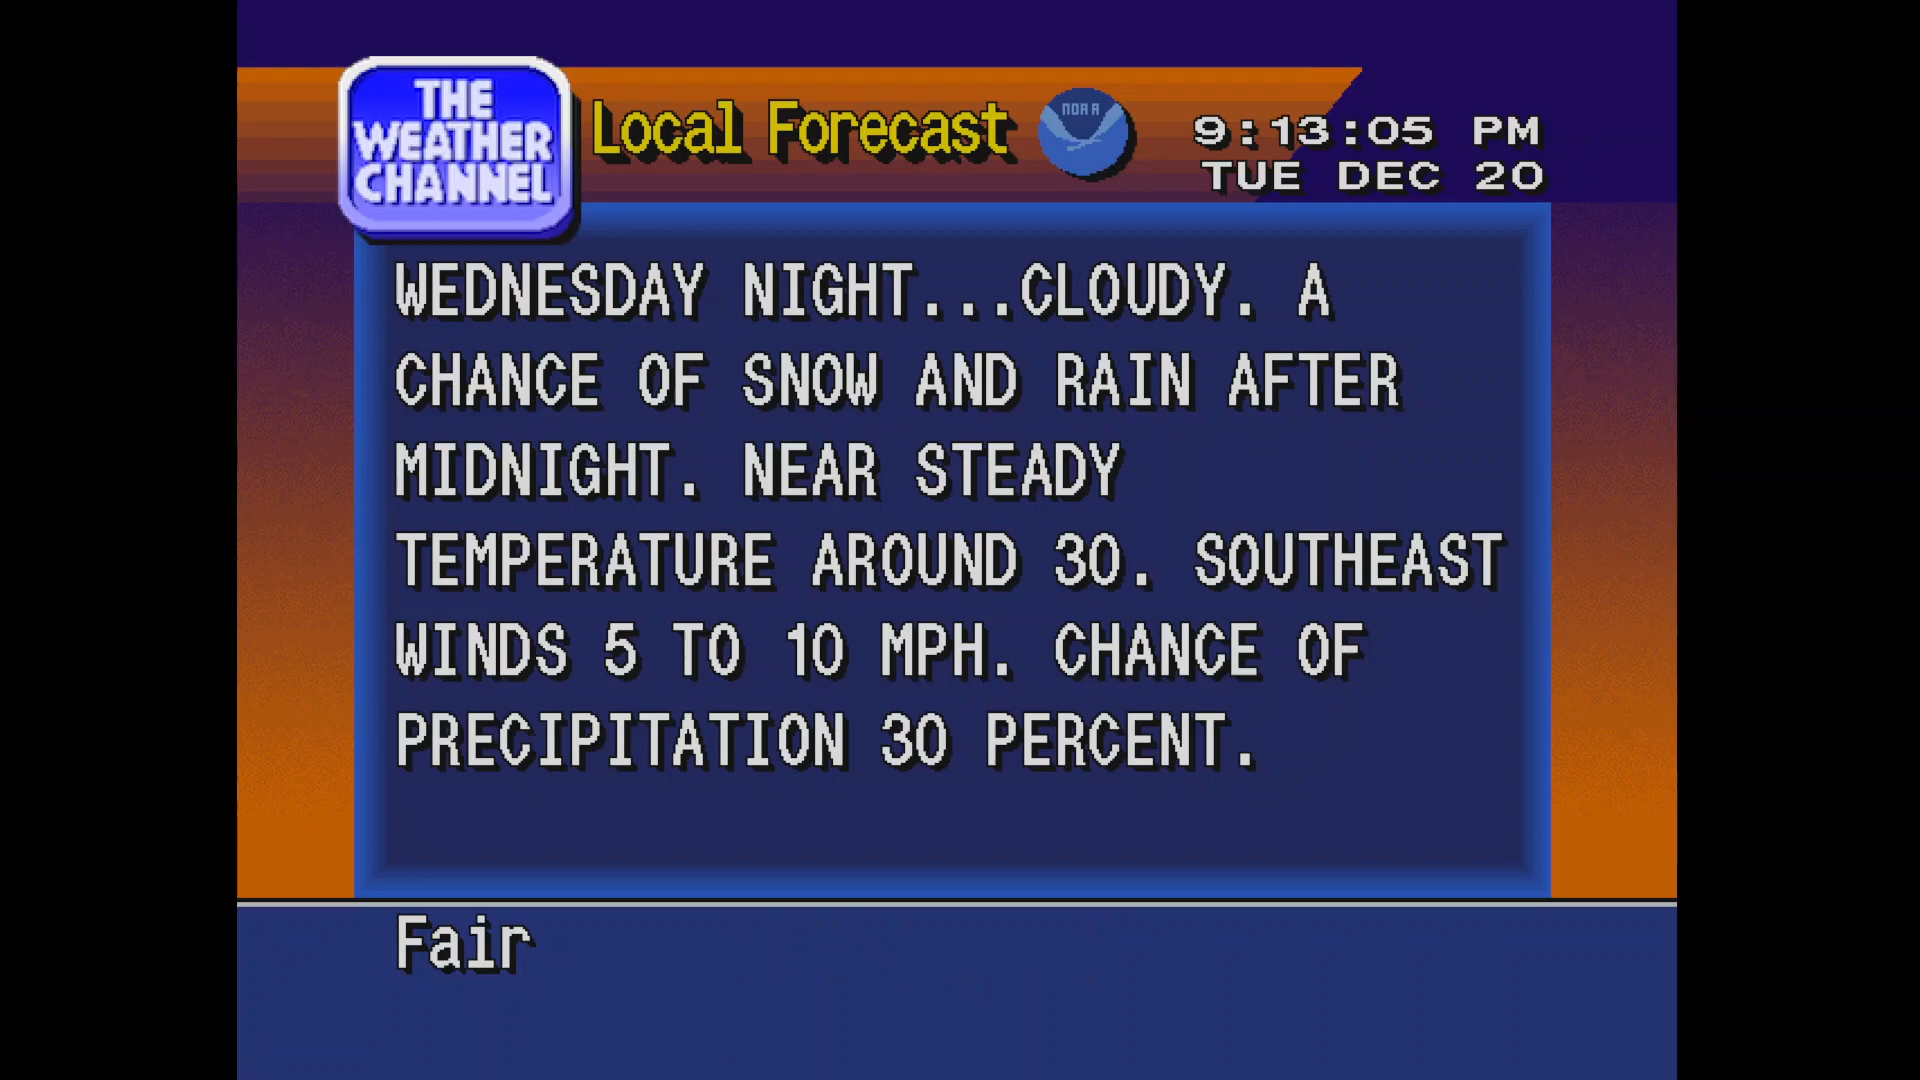 THE
WEATHER
CHANNEL
Local Forecast
NOAA
9:13:05 PM
TUE DEC 20
WEDNESDAY NIGHT...CLOUDY. A
CHANCE OF SNOW AND RAIN AFTER
MIDNIGHT. NEAR STEADY
TEMPERATURE AROUND 30. SOUTHEAST
WINDS 5 TO 10 MPH. CHANCE OF
PRECIPITATION 30 PERCENT.
Fair